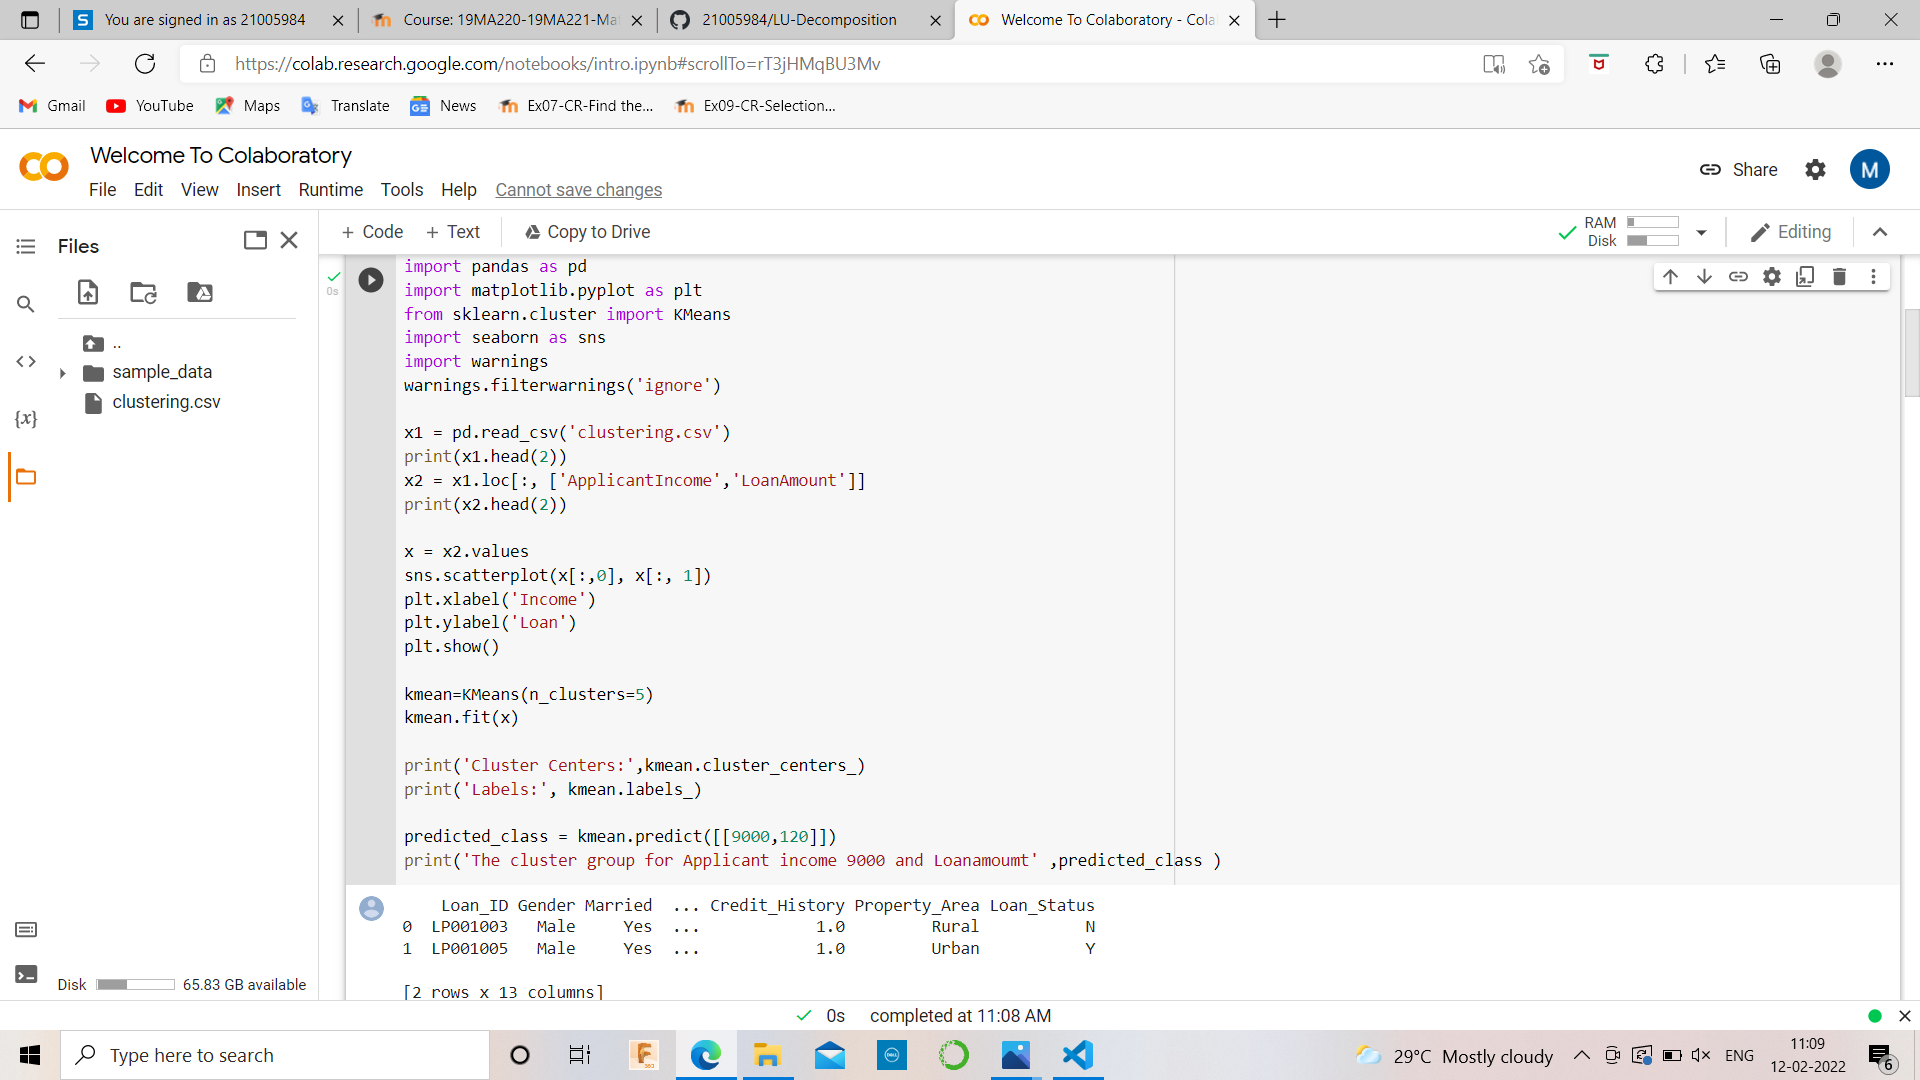 You are signed in as 21005984
Course: 19MA220-19MA221-Ma
21005984/LU-Decomposition
Welcome To Colaboratory - Cola
https://colab.research.google.com/notebooks/intro.ipynb#scrollTo=rT3jHMqBU3Mv
Gmail
YouTube
Maps
Translate
News
Ex07-CR-Find the...
Ex09-CR-Selection...
Welcome To Colaboratory
File Edit View Insert Runtime Tools Help Cannot save changes
Share
M
Files
+ Code + Text Copy to Drive
RAM
Disk
Editing
..
sample_data
clustering.csv
{x}
Disk 65.83 GB available
0s
import pandas as pd
import matplotlib.pyplot as plt
from sklearn.cluster import KMeans
import seaborn as sns
import warnings
warnings.filterwarnings('ignore')
x1 = pd.read_csv('clustering.csv')
print(x1.head(2))
x2 = x1.loc[:, ['ApplicantIncome','LoanAmount']]
print(x2.head(2))
x = x2.values
sns.scatterplot(x[:,0], x[:, 1])
plt.xlabel('Income')
plt.ylabel('Loan')
plt.show()
kmean=KMeans(n_clusters=5)
kmean.fit(x)
print('Cluster Centers:',kmean.cluster_centers_)
print('Labels:', kmean.labels_)
predicted_class = kmean.predict([[9000,120]])
print('The cluster group for Applicant income 9000 and Loanamoumt' ,predicted_class )
Loan_ID Gender Married ... Credit_History Property_Area Loan_Status
0 LP001003 Male Yes ... 1.0 Rural N
1 LP001005 Male Yes ... 1.0 Urban Y
[2 rows x 13 columns]
0s completed at 11:08 AM
Type here to search
29°C Mostly cloudy
ENG
11:09
12-02-2022
6